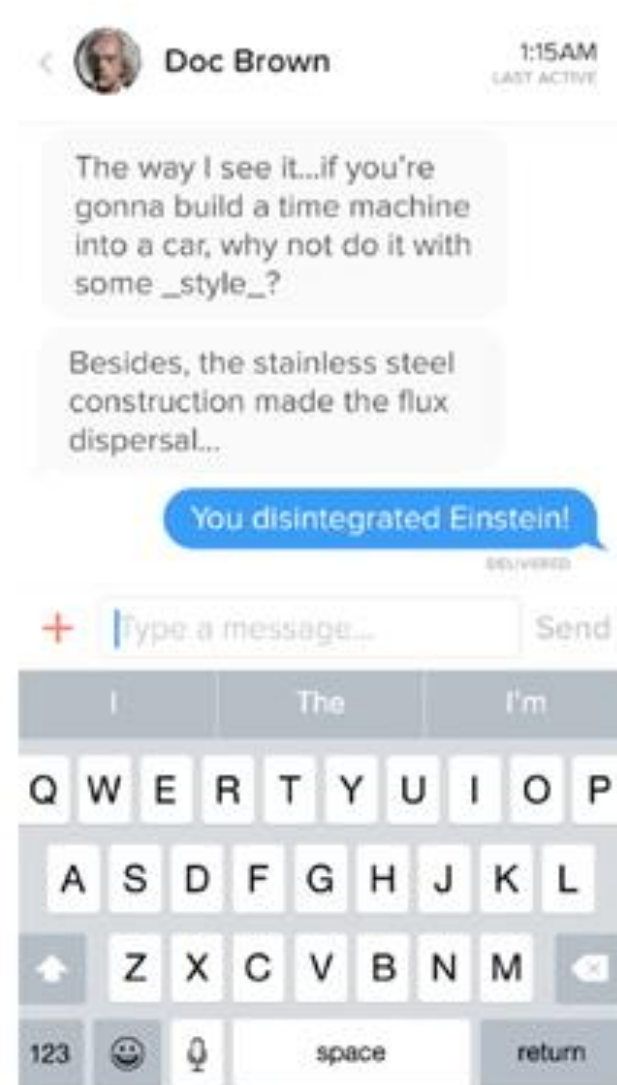 Doc Brown
1:15AM
LAST ACTIVE
The way I see it...if you're
gonna build a time machine
into a car, why not do it with
some _style_?
Besides, the stainless steel
construction made the flux
dispersal...
You disintegrated Einstein!
DELIVERED
Type a message...
Send
I The I'm
Q W E R T Y U I O P
A S D F G H J K L
Z X C V B N M
123 space return